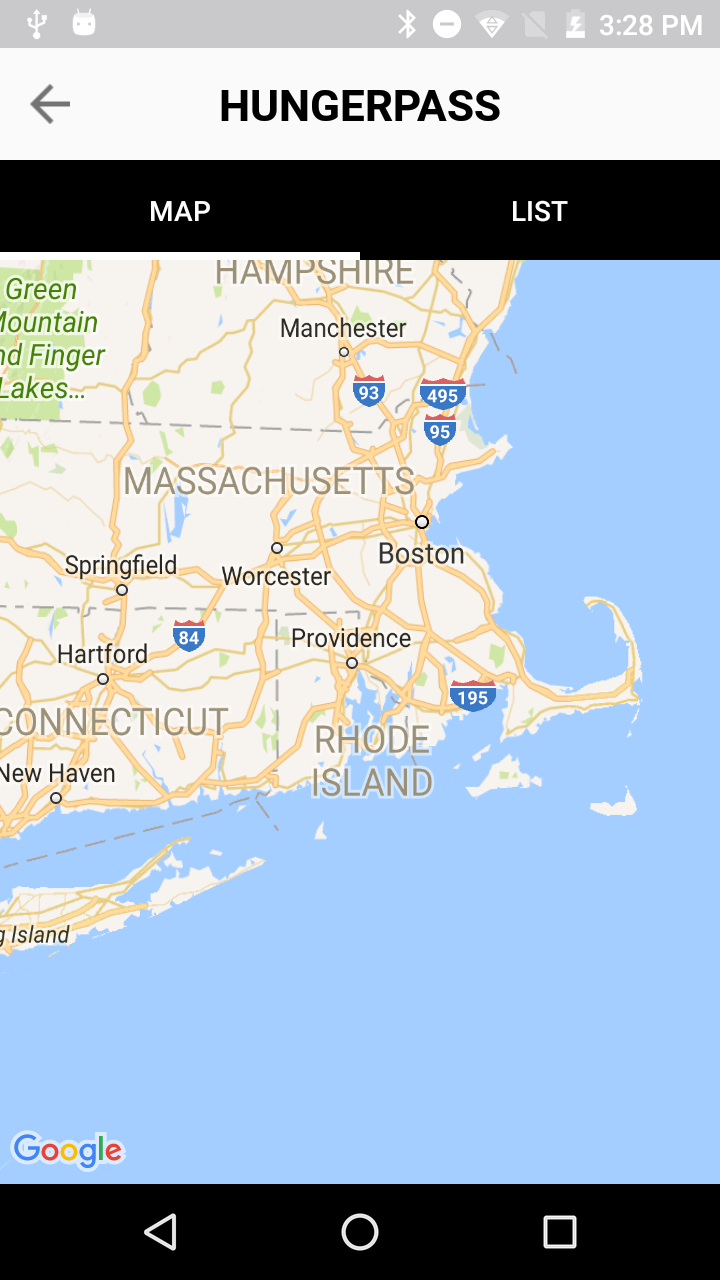 3:28 PM
HUNGERPASS
MAP
LIST
HAMPSHIRE
Green
Mountain
nd Finger
Lakes...
Manchester
93
495
95
MASSACHUSETTS
Boston
Springfield
Worcester
84
Providence
Hartford
195
CONNECTICUT
RHODE
ISLAND
New Haven
g Island
Google